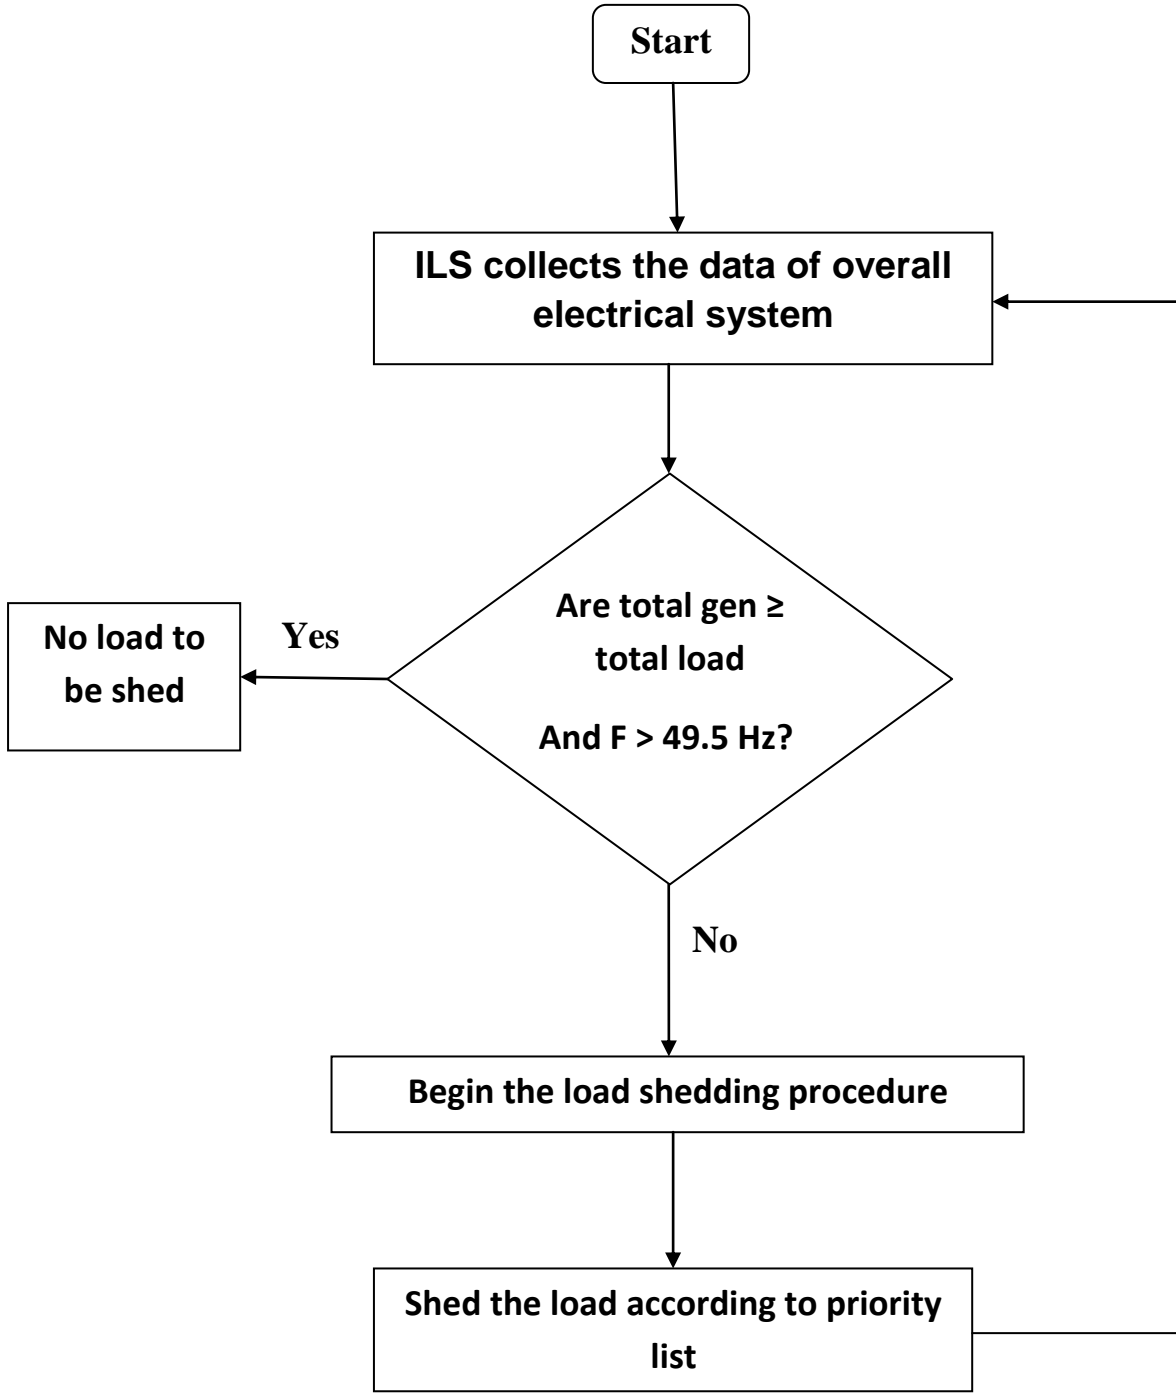 Start
ILS collects the data of overall
electrical system
Are total gen ≥
total load
And F > 49.5 Hz?
Yes
No load to
be shed
No
Begin the load shedding procedure
Shed the load according to priority
list